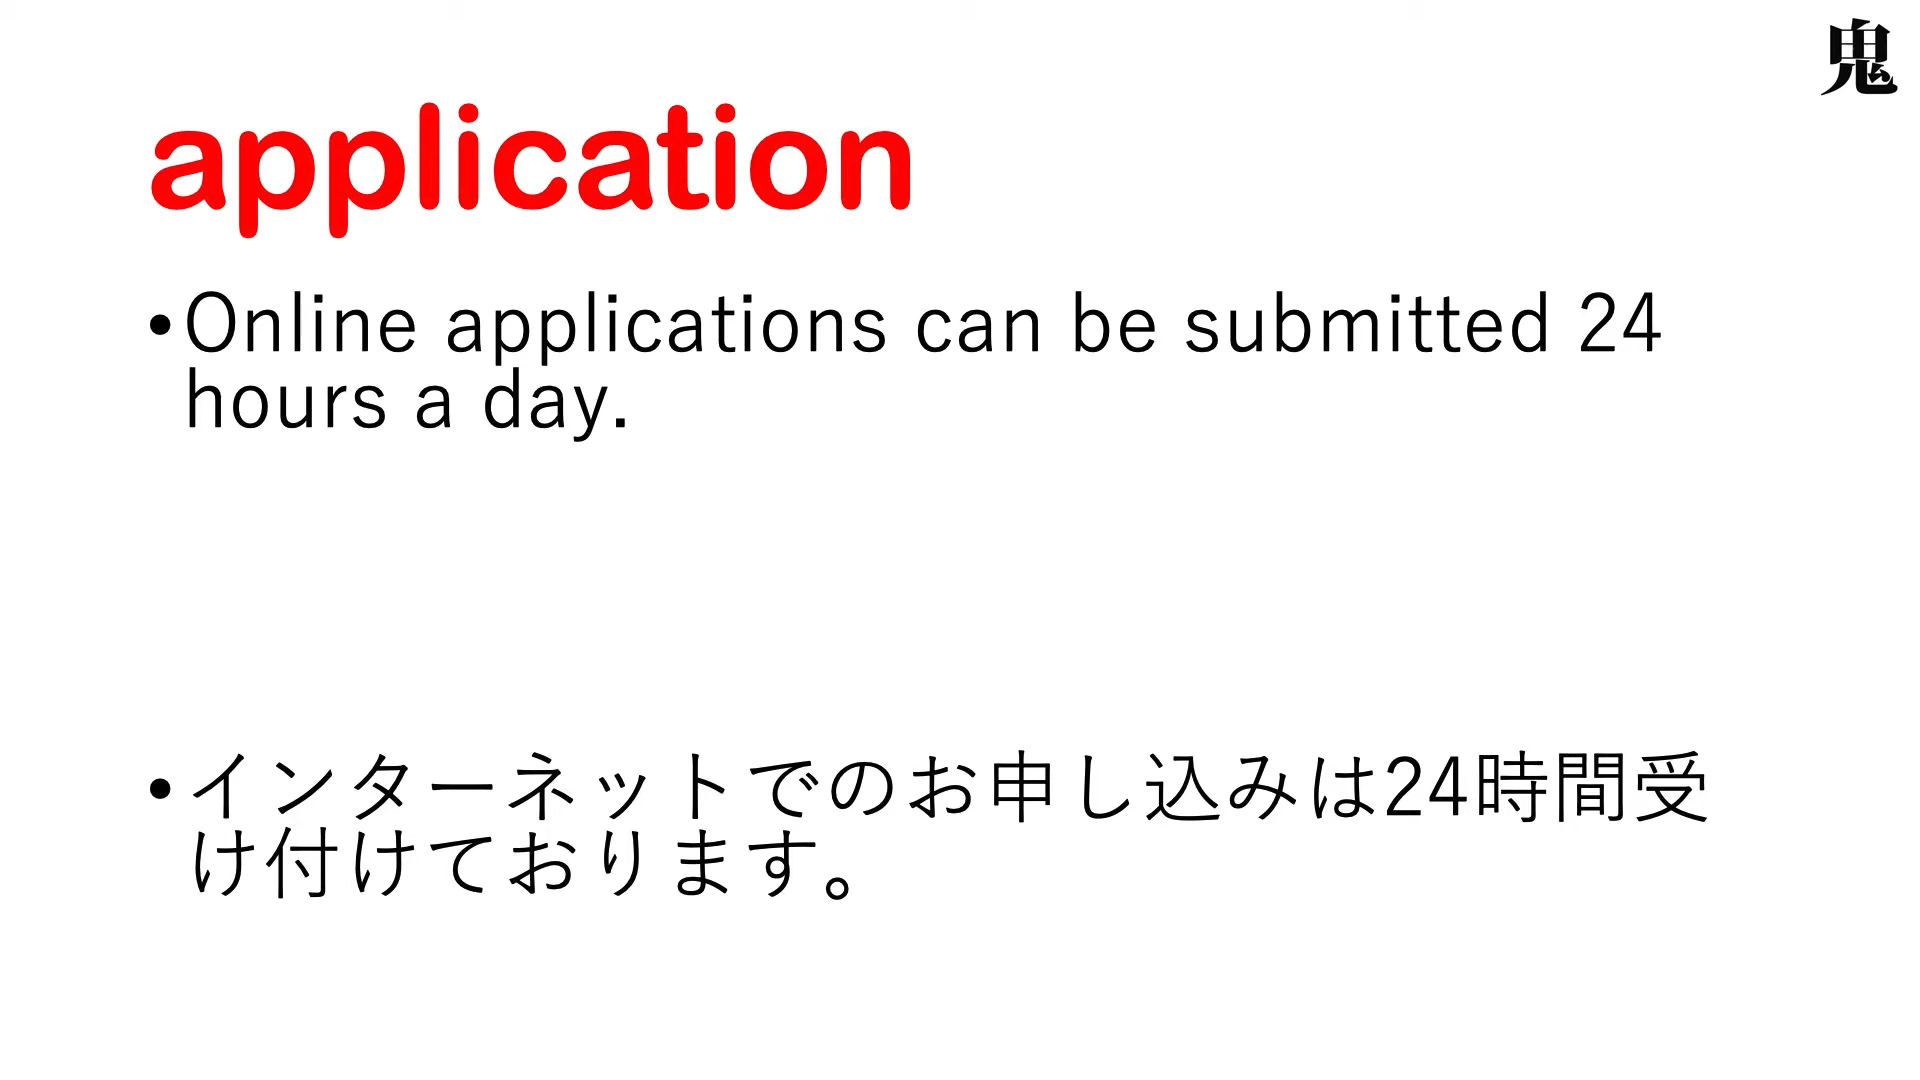 鬼
application
•Online applications can be submitted 24
hours a day.
•インターネットでのお申し込みは24時間受
け付けております。